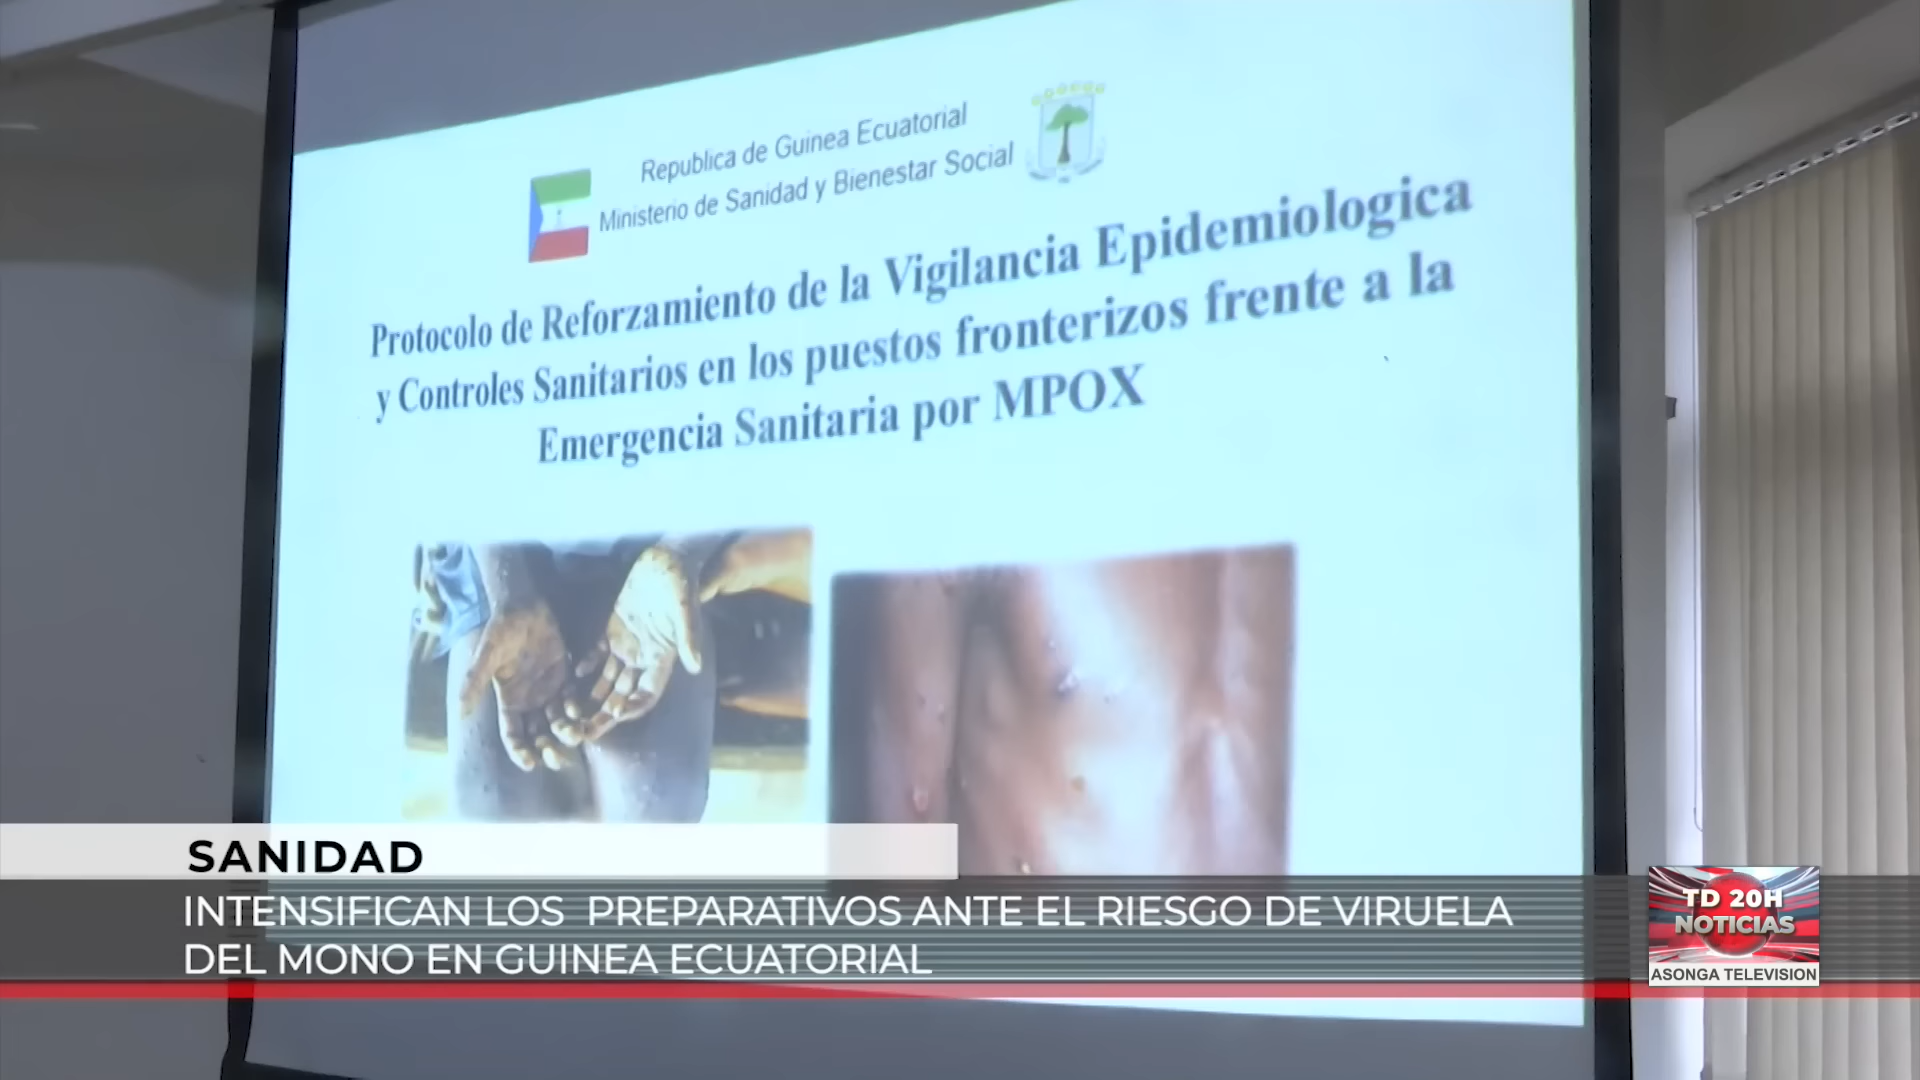 Republica de Guinea Ecuatorial
Ministerio de Sanidad y Bienestar Social
Protocolo de Reforzamiento de la Vigilancia Epidemiologica
y Controles Sanitarios en los puestos fronterizos frente a la
Emergencia Sanitaria por MPOX
SANIDAD
INTENSIFICAN LOS PREPARATIVOS ANTE EL RIESGO DE VIRUELA
DEL MONO EN GUINEA ECUATORIAL
TD 20H
NOTICIAS
ASONGA TELEVISION